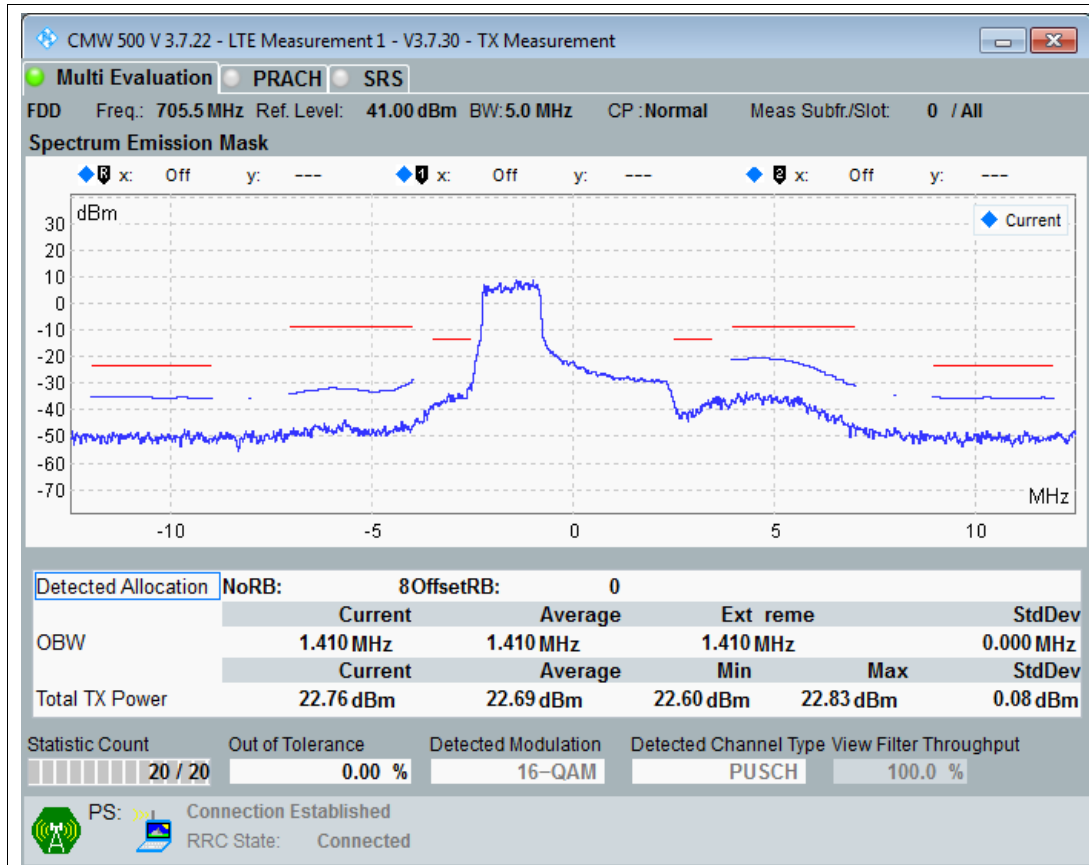 CMW 500 V 3.7.22 - LTE Measurement 1 - V3.7.30 - TX Measurement
Multi Evaluation PRACH SRS
FDD Freq.: 705.5 MHz Ref. Level: 41.00 dBm BW: 5.0 MHz CP : Normal Meas Subfr./Slot: 0 / All
Spectrum Emission Mask
R x: Off y: --- 1 x: Off y: --- 2 x: Off y: ---
dBm
Current
30
20
10
0
-10
-20
-30
-40
-50
-60
-70
MHz
-10 -5 0 5 10
Detected Allocation NoRB: 8 OffsetRB: 0
Current Average Ext reme StdDev
OBW 1.410 MHz 1.410 MHz 1.410 MHz 0.000 MHz
Current Average Min Max StdDev
Total TX Power 22.76 dBm 22.69 dBm 22.60 dBm 22.83 dBm 0.08 dBm
Statistic Count Out of Tolerance Detected Modulation Detected Channel Type View Filter Throughput
20 / 20 0.00 % 16-QAM PUSCH 100.0 %
PS: Connection Established
RRC State: Connected